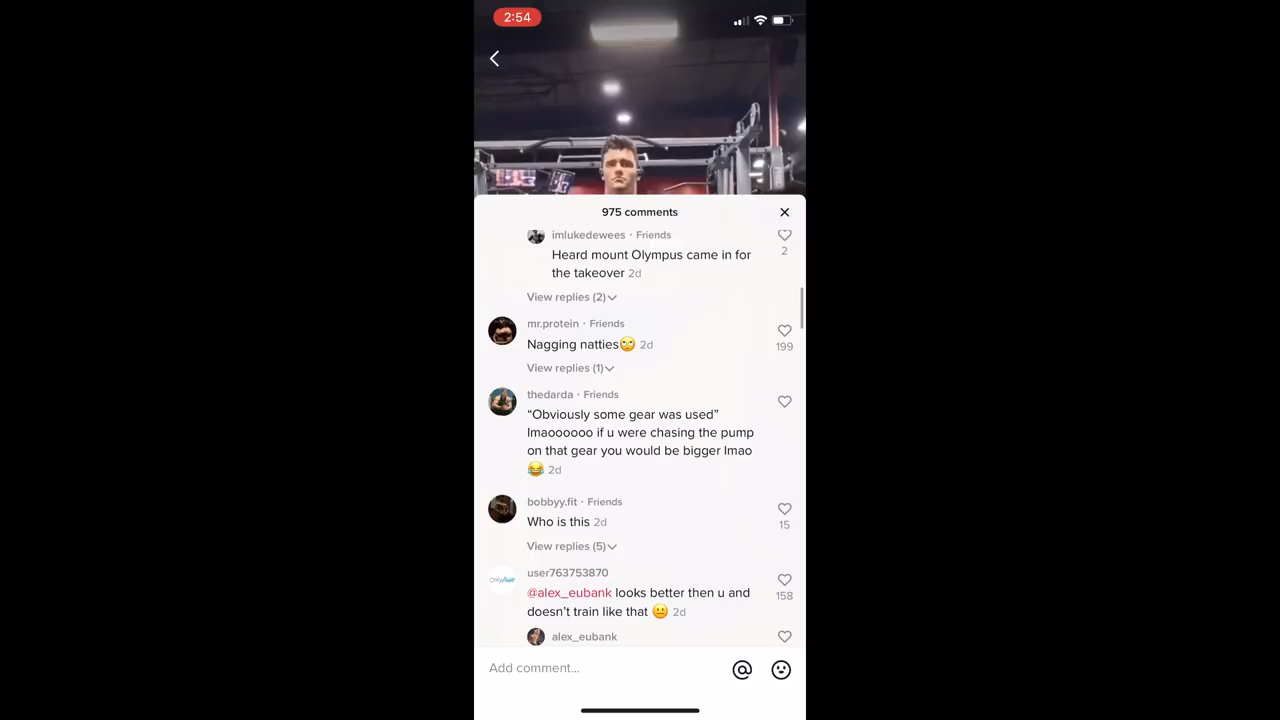 2:54
975 comments
imlukedewees · Friends
Heard mount Olympus came in for
the takeover 2d
2
View replies (2)
mr.protein · Friends
Nagging natties🙄 2d
199
View replies (1)
thedarda · Friends
“Obviously some gear was used”
lmaoooooo if u were chasing the pump
on that gear you would be bigger lmao
😂 2d
bobbyy.fit · Friends
Who is this 2d
15
View replies (5)
user763753870
@alex_eubank looks better then u and
doesn’t train like that 😐 2d
158
alex_eubank
Add comment...